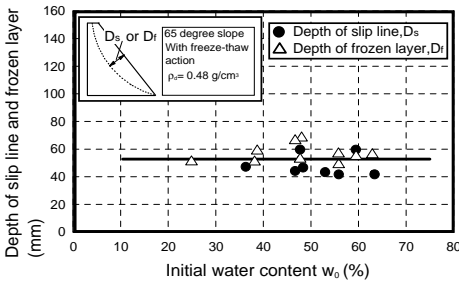 Depth of slip line and frozen layer
(mm)
160
140
120
100
80
60
40
20
0
Ds or Df
65 degree slope
With freeze-thaw
action
ρd= 0.48 g/cm³
Depth of slip line,Ds
Depth of frozen layer,Df
0 10 20 30 40 50 60 70 80
Initial water content w₀ (%)